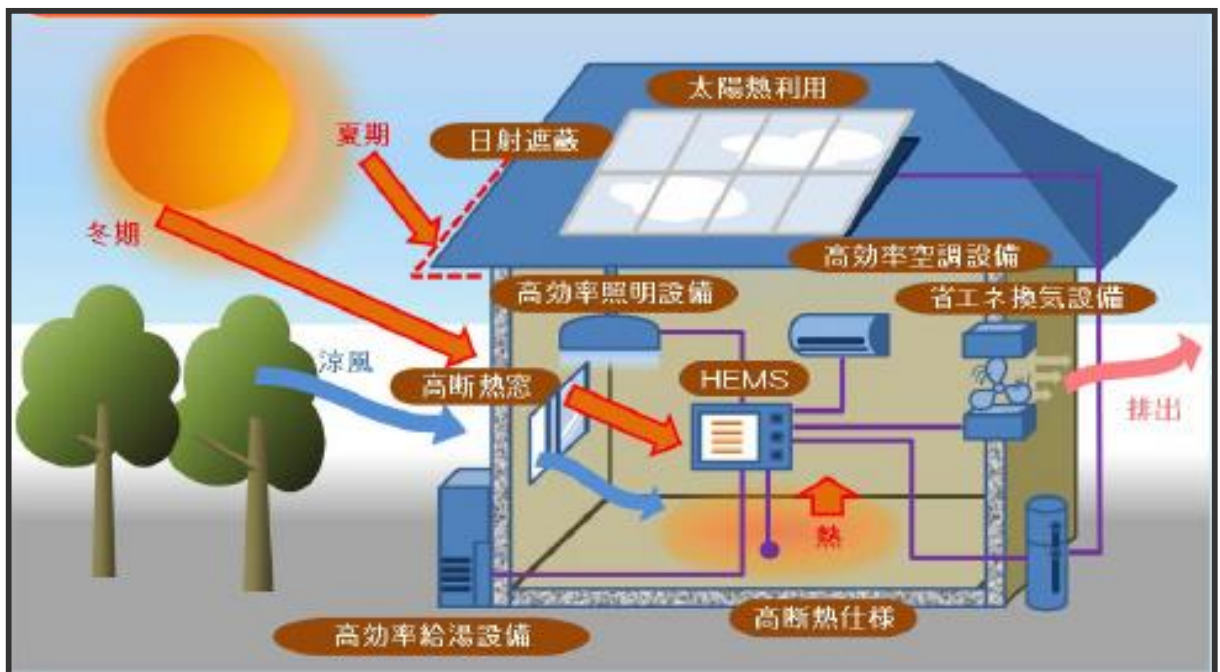 太陽熱利用
夏期
日射遮蔽
冬期
高効率空調設備
高効率照明設備
省エネ換気設備
涼風
高断熱窓
HEMS
排出
熱
高断熱仕様
高効率給湯設備